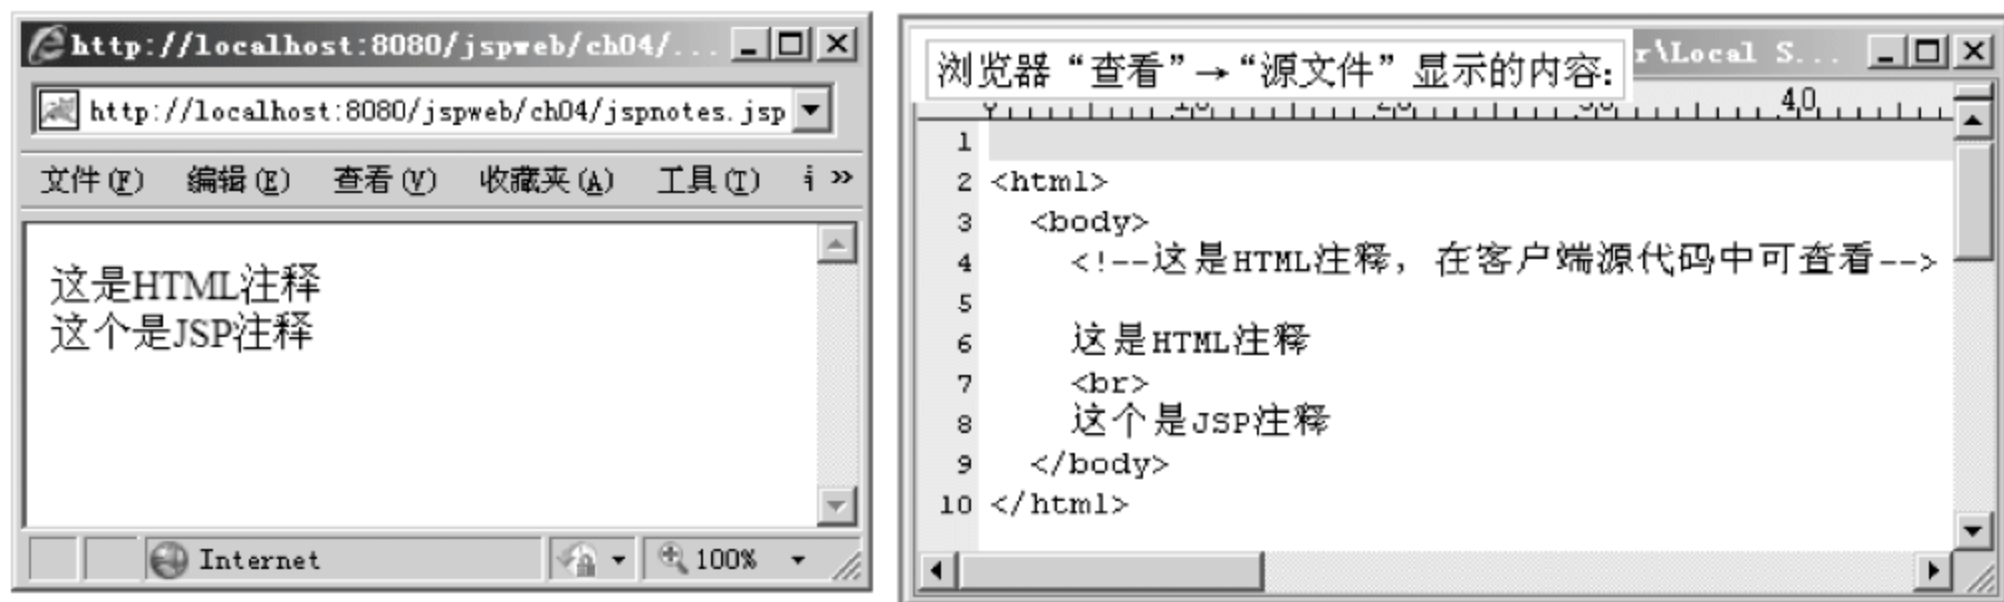 http://localhost:8080/jspweb/ch04/...
http://localhost:8080/jspweb/ch04/jspnotes.jsp
文件(F) 编辑(E) 查看(V) 收藏夹(A) 工具(T) »
这是HTML注释
这个是JSP注释
Internet 100%
浏览器“查看”→“源文件”显示的内容:
r\Local S...
40
1
2 <html>
3 <body>
4 <!--这是HTML注释, 在客户端源代码中可查看-->
5
6 这是HTML注释
7 <br>
8 这个是JSP注释
9 </body>
10 </html>